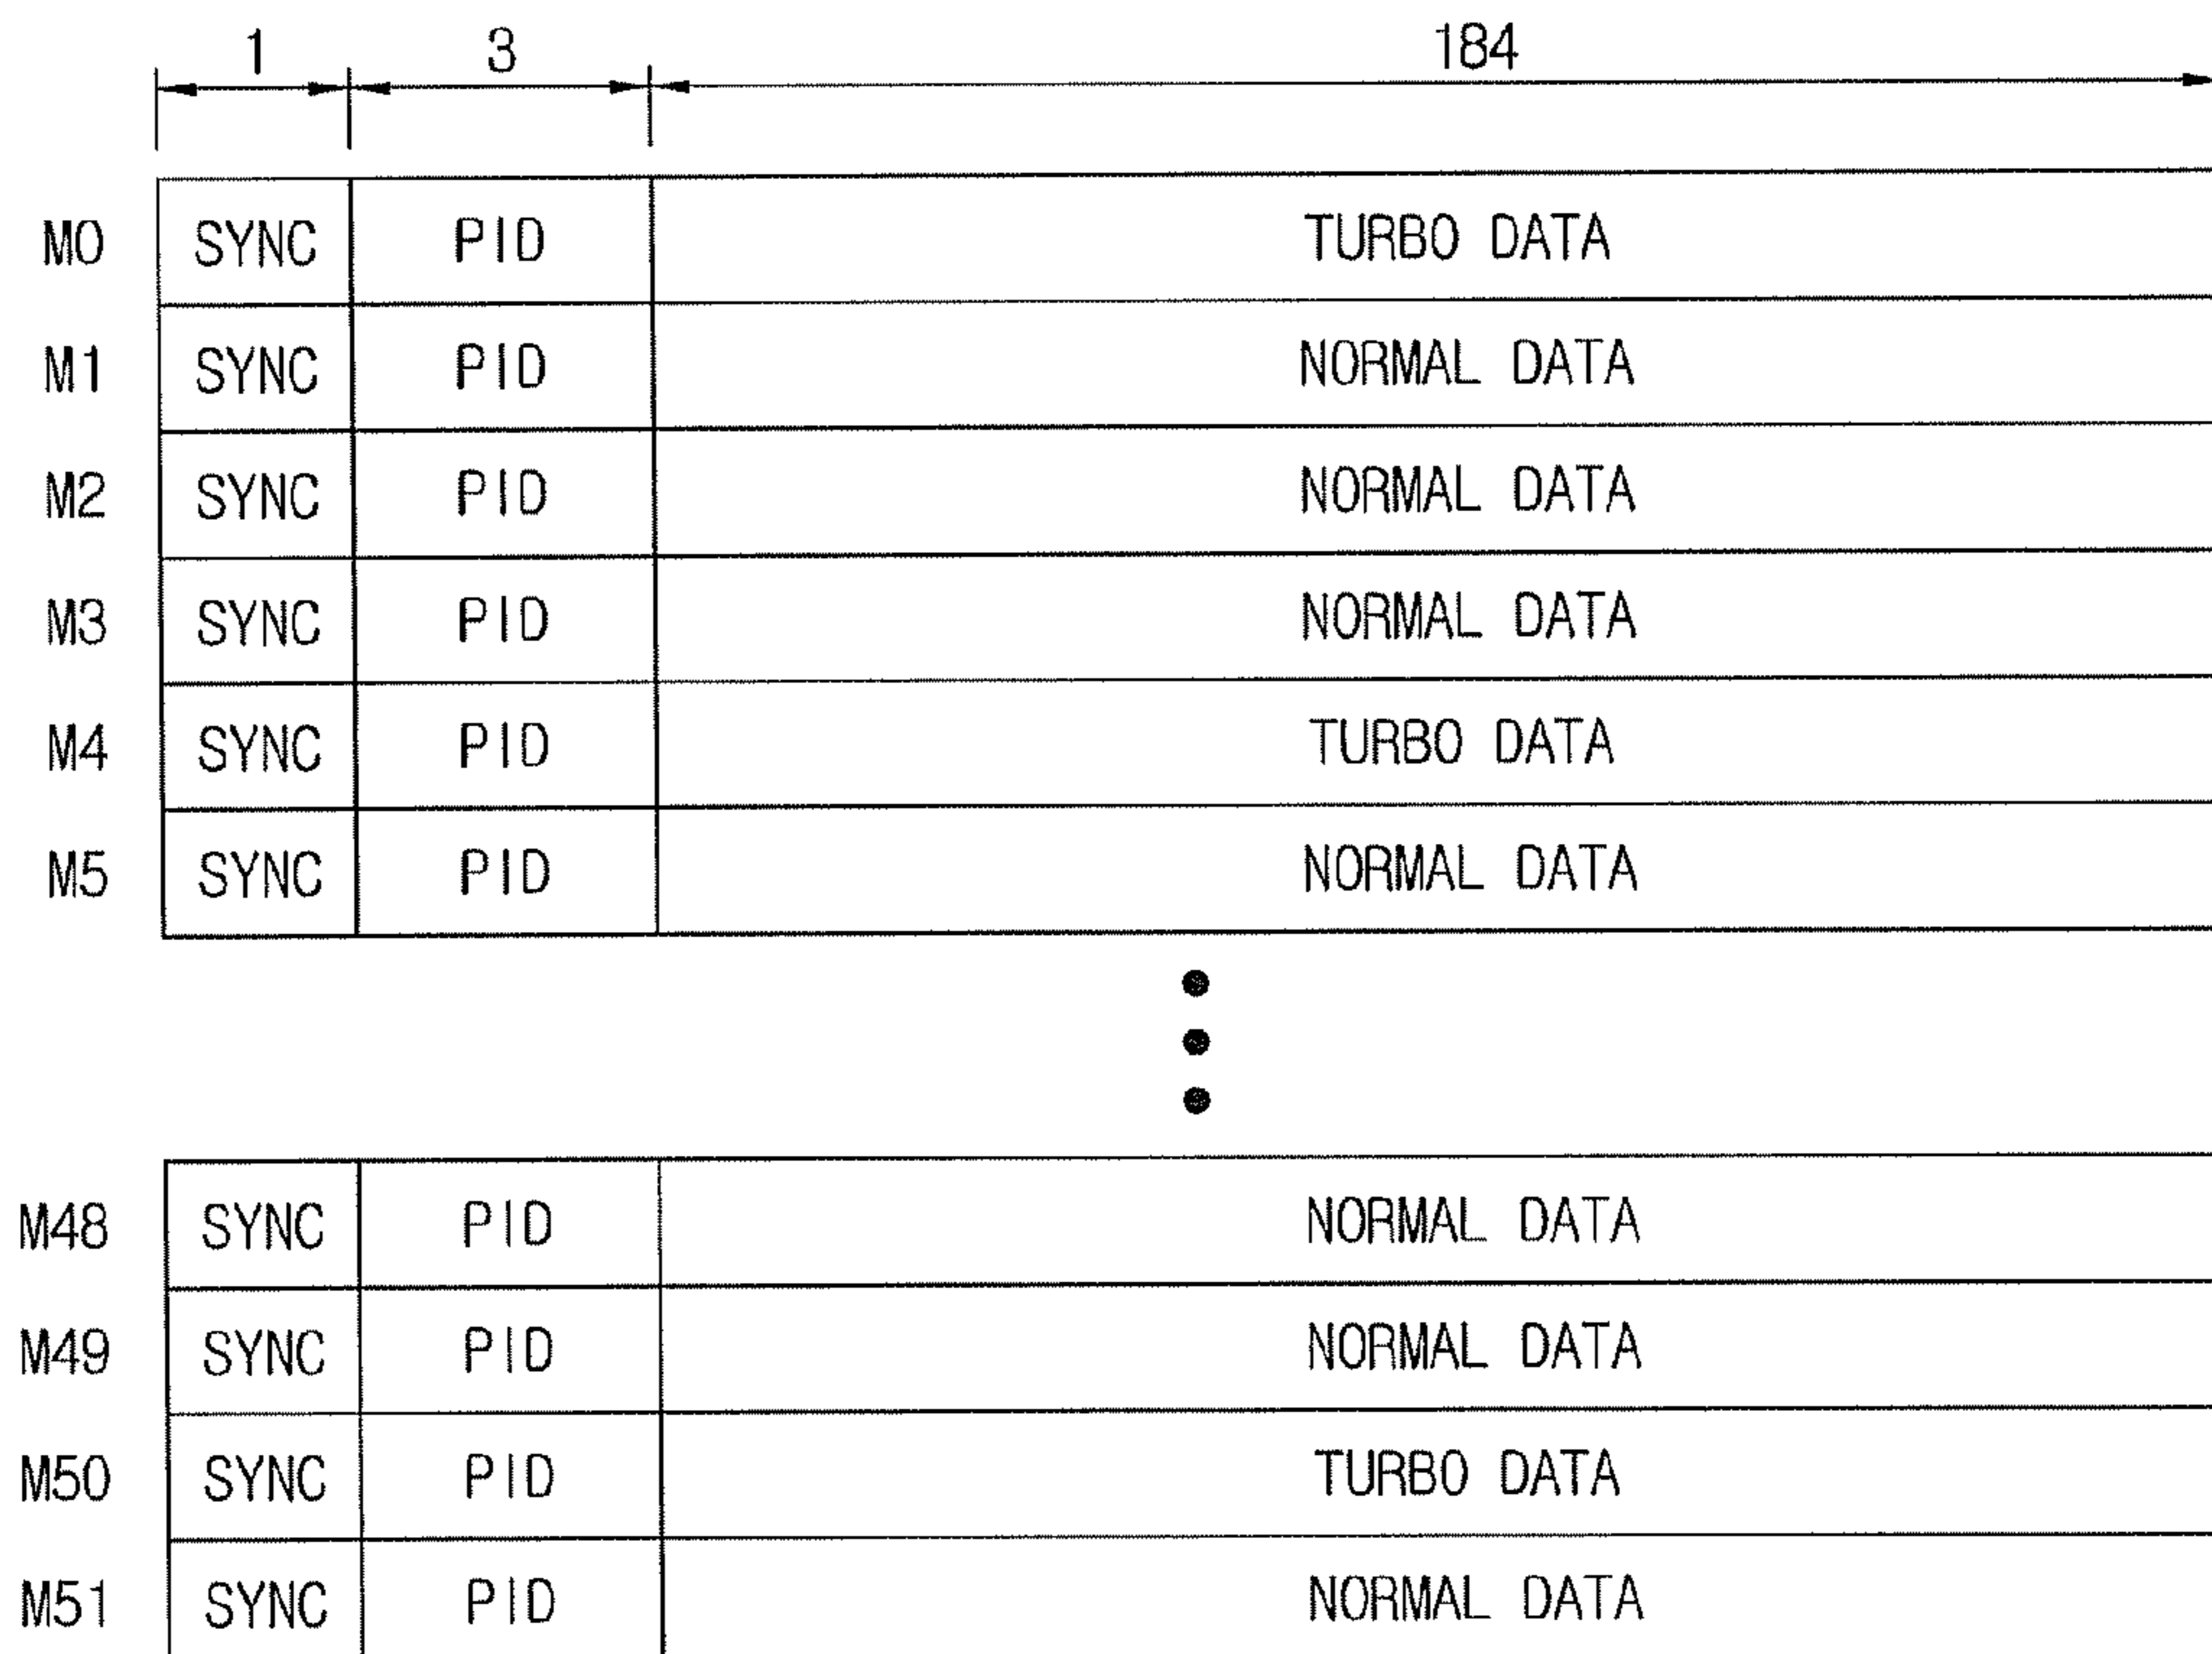 1 3 184
M0 SYNC PID TURBO DATA
M1 SYNC PID NORMAL DATA
M2 SYNC PID NORMAL DATA
M3 SYNC PID NORMAL DATA
M4 SYNC PID TURBO DATA
M5 SYNC PID NORMAL DATA
M48 SYNC PID NORMAL DATA
M49 SYNC PID NORMAL DATA
M50 SYNC PID TURBO DATA
M51 SYNC PID NORMAL DATA